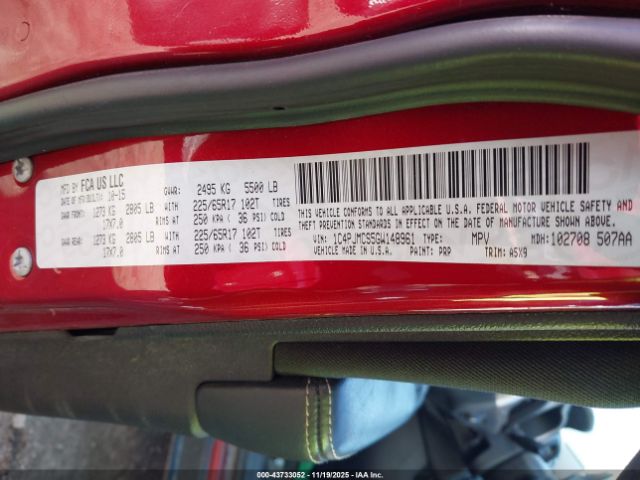 MFD BY FCA US LLC
DATE OF MFR/BUILT: 10-15
GVWR: 2495 KG 5500 LB
GAWR FRONT: 1273 KG 2805 LB WITH 225/65R17 102T TIRES
17X7.0 RIMS AT 250 KPA ( 36 PSI) COLD
GAWR REAR: 1273 KG 2805 LB WITH 225/65R17 102T TIRES
17X7.0 RIMS AT 250 KPA ( 36 PSI) COLD
THIS VEHICLE CONFORMS TO ALL APPLICABLE U.S.A. FEDERAL MOTOR VEHICLE SAFETY AND
THEFT PREVENTION STANDARDS IN EFFECT ON THE DATE OF MANUFACTURE SHOWN ABOVE.
VIN: 1C4PJMCS5GW148961 TYPE: MPV MDH: 102708 507AA
VEHICLE MADE IN U.S.A. PAINT: PRP TRIM: A5X9
000-43733052 - 11/19/2025 - IAA Inc.